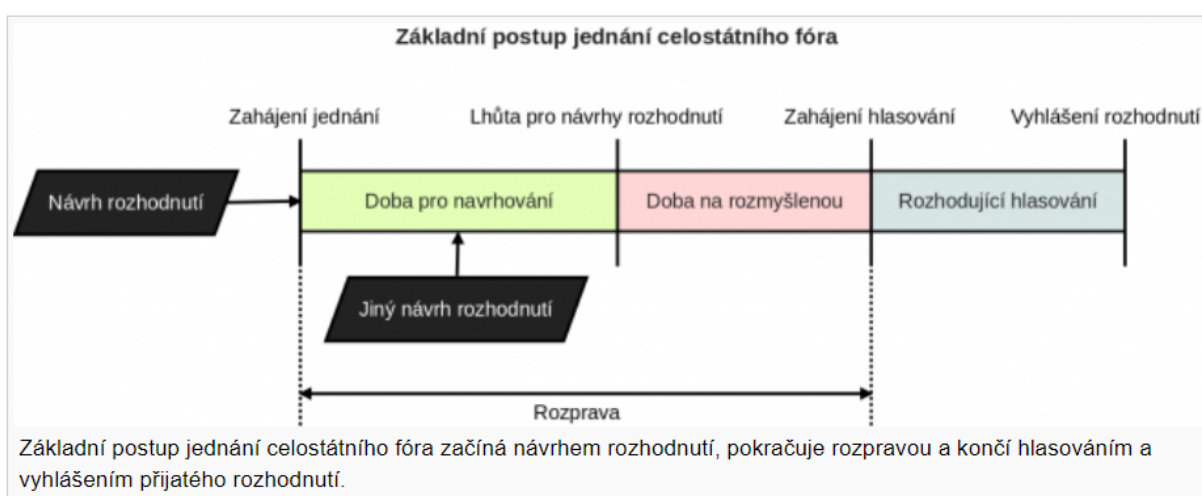 Základní postup jednání celostátního fóra
Zahájení jednání
Lhůta pro návrhy rozhodnutí
Zahájení hlasování
Vyhlášení rozhodnutí
Návrh rozhodnutí
Doba pro navrhování
Doba na rozmyšlenou
Rozhodující hlasování
Jiný návrh rozhodnutí
Rozprava
Základní postup jednání celostátního fóra začíná návrhem rozhodnutí, pokračuje rozpravou a končí hlasováním a
vyhlášením přijatého rozhodnutí.